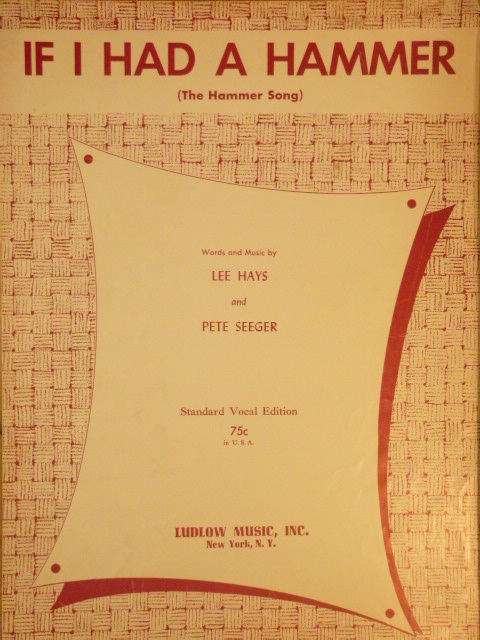 IF I HAD A HAMMER
(The Hammer Song)
Words and Music by
LEE HAYS
and
PETE SEEGER
Standard Vocal Edition
75c
in U. S. A.
LUDLOW MUSIC, INC.
New York, N. Y.